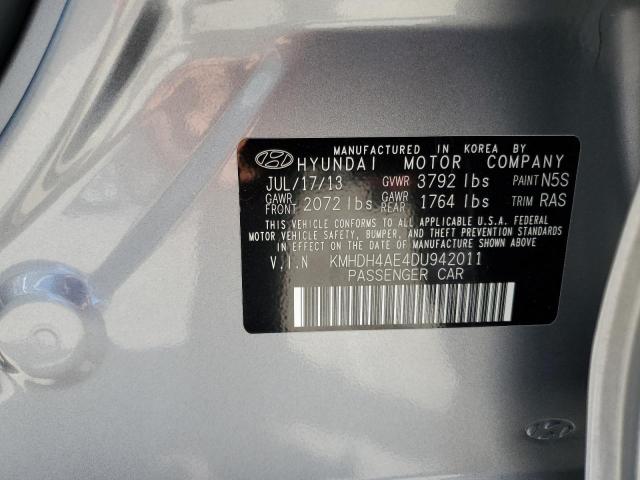 MANUFACTURED IN KOREA BY
HYUNDAI MOTOR COMPANY
JUL/17/13 GVWR 3792 lbs PAINT N5S
GAWR FRONT 2072 lbs GAWR REAR 1764 lbs TRIM RAS
THIS VEHICLE CONFORMS TO ALL APPLICABLE U.S.A. FEDERAL
MOTOR VEHICLE SAFETY, BUMPER, AND THEFT PREVENTION STANDARDS
IN EFFECT ON THE DATE OF MANUFACTURE SHOWN ABOVE.
V.I.N KMHDH4AE4DU942011
PASSENGER CAR